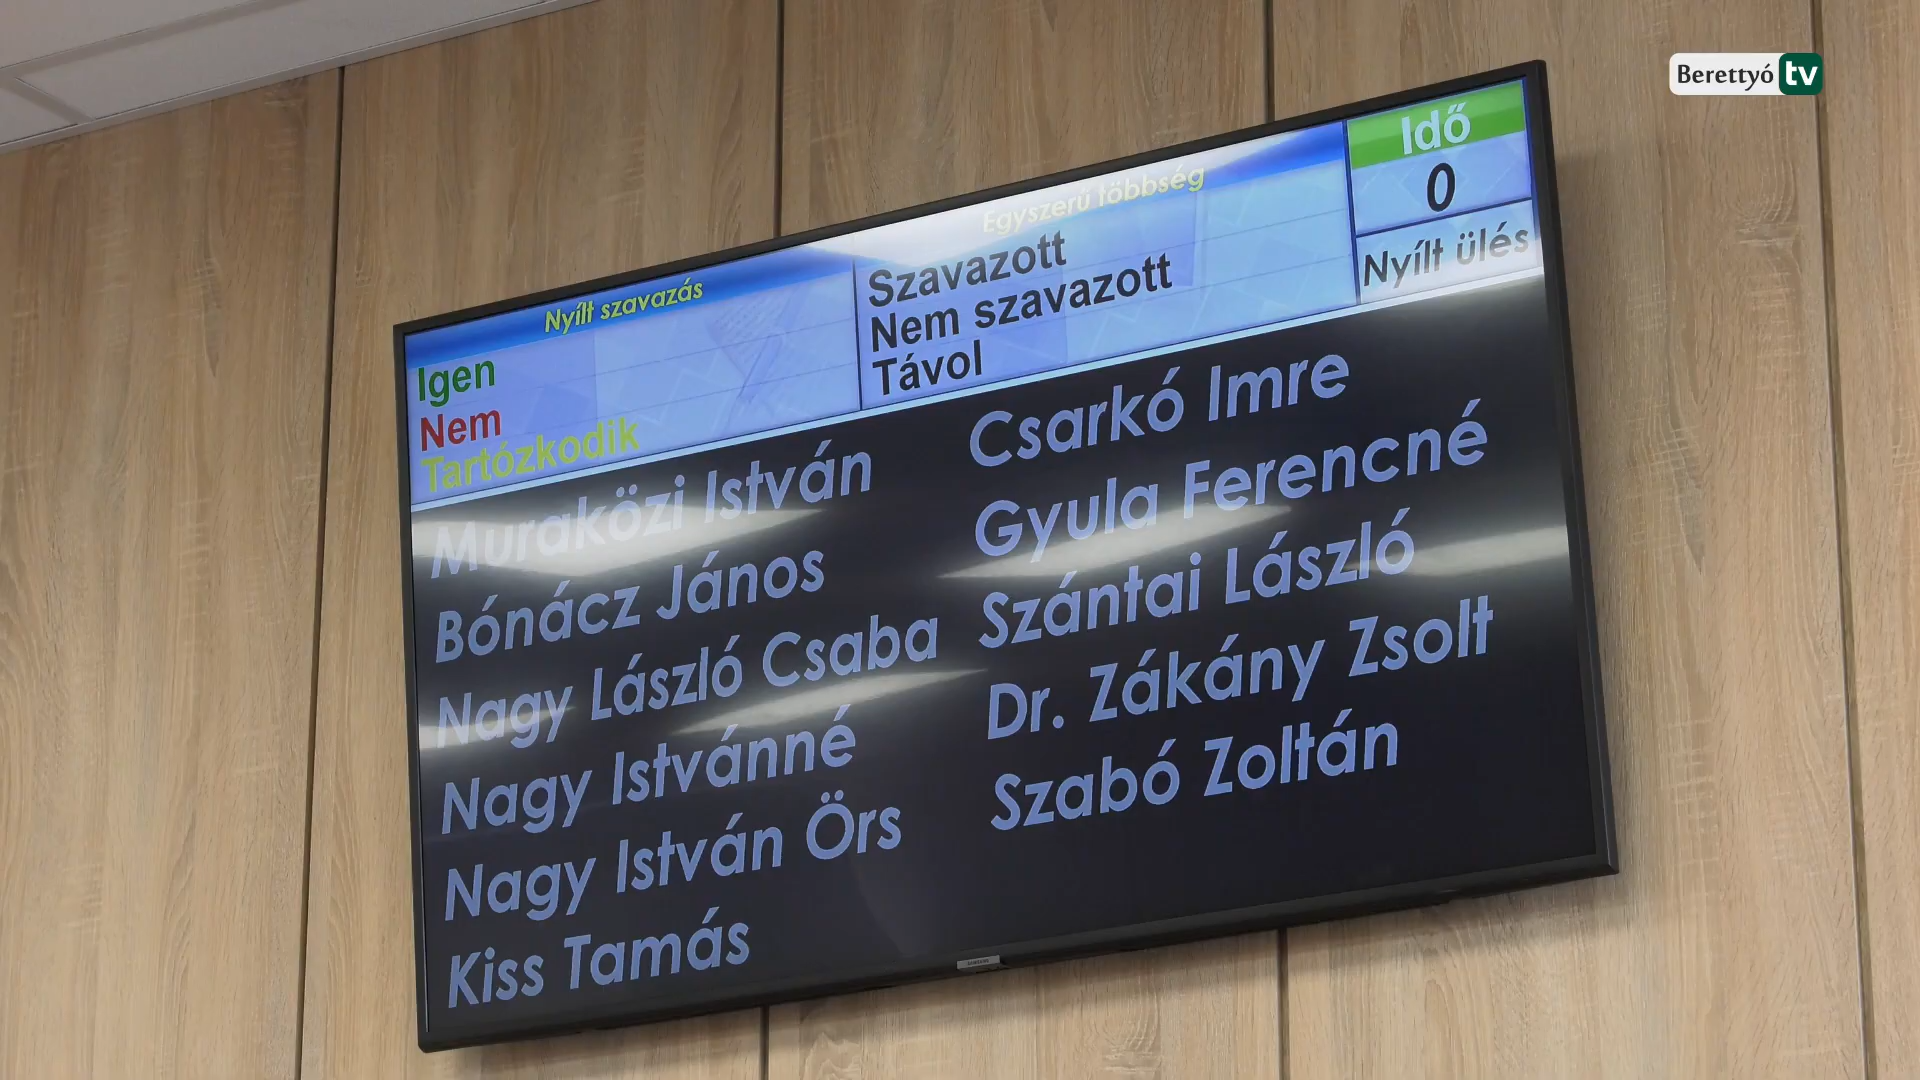 Berettyó tv
Nyílt szavazás
Igen
Nem
Tartózkodik
Egyszerű többség
Szavazott
Nem szavazott
Távol
Idő
0
Nyílt ülés
Muraközi István
Bónácz János
Nagy László Csaba
Nagy Istvánné
Nagy István Örs
Kiss Tamás
Csarkó Imre
Gyula Ferencné
Szántai László
Dr. Zákány Zsolt
Szabó Zoltán
SAMSUNG